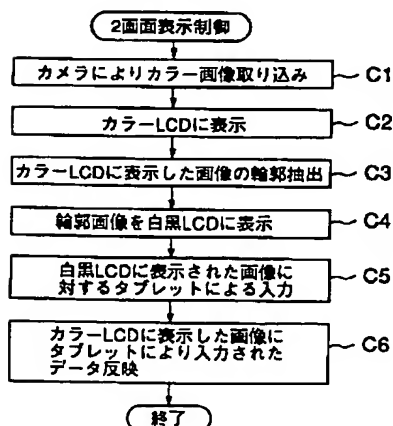 2画面表示制御
カメラによりカラー画像取り込み
C1
カラーLCDに表示
C2
カラーLCDに表示した画像の輪郭抽出
C3
輪郭画像を白黒LCDに表示
C4
白黒LCDに表示された画像に
対するタブレットによる入力
C5
カラーLCDに表示した画像に
タブレットにより入力された
データ反映
C6
終了